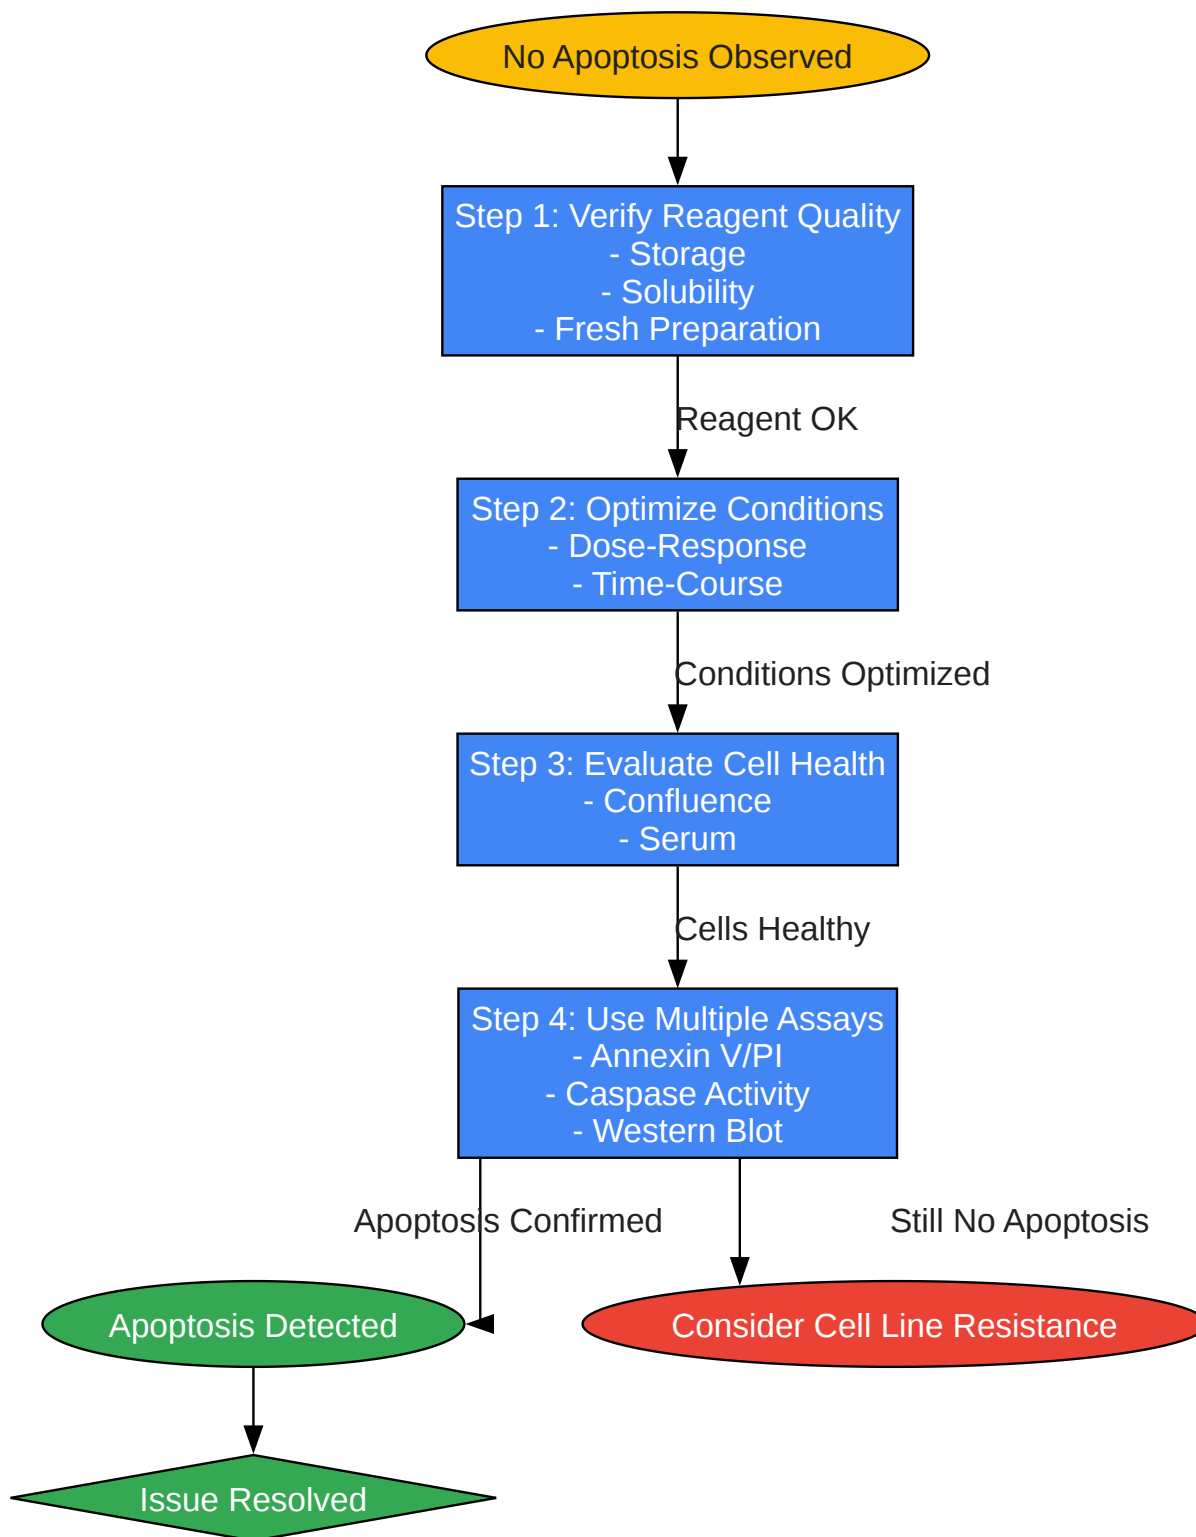 No Apoptosis Observed
Step 1: Verify Reagent Quality
- Storage
- Solubility
- Fresh Preparation
Reagent OK
Step 2: Optimize Conditions
- Dose-Response
- Time-Course
Conditions Optimized
Step 3: Evaluate Cell Health
- Confluence
- Serum
Cells Healthy
Step 4: Use Multiple Assays
- Annexin V/PI
- Caspase Activity
- Western Blot
Apoptosis Confirmed
Still No Apoptosis
Apoptosis Detected
Consider Cell Line Resistance
Issue Resolved